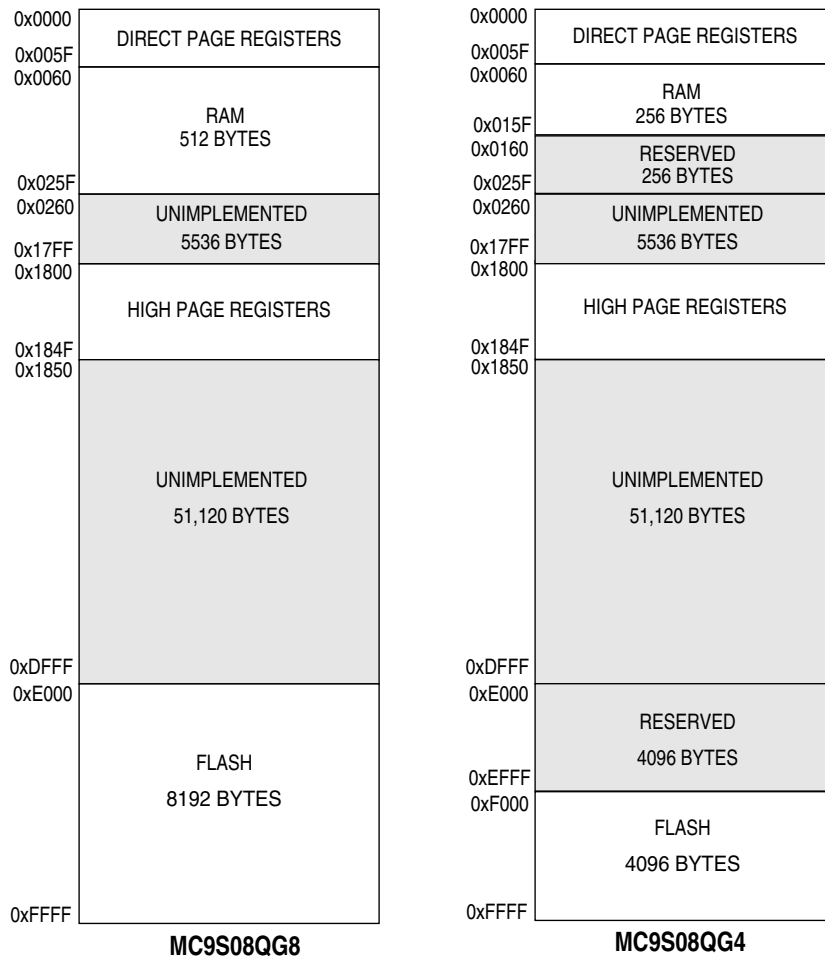 0x0000
DIRECT PAGE REGISTERS
0x005F
0x0060
RAM
512 BYTES
0x025F
0x0260
UNIMPLEMENTED
5536 BYTES
0x17FF
0x1800
HIGH PAGE REGISTERS
0x184F
0x1850
UNIMPLEMENTED
51,120 BYTES
0xDFFF
0xE000
FLASH
8192 BYTES
0xFFFF
MC9S08QG8
0x0000
DIRECT PAGE REGISTERS
0x005F
0x0060
RAM
256 BYTES
0x015F
0x0160
RESERVED
256 BYTES
0x025F
0x0260
UNIMPLEMENTED
5536 BYTES
0x17FF
0x1800
HIGH PAGE REGISTERS
0x184F
0x1850
UNIMPLEMENTED
51,120 BYTES
0xDFFF
0xE000
RESERVED
4096 BYTES
0xEFFF
0xF000
FLASH
4096 BYTES
0xFFFF
MC9S08QG4